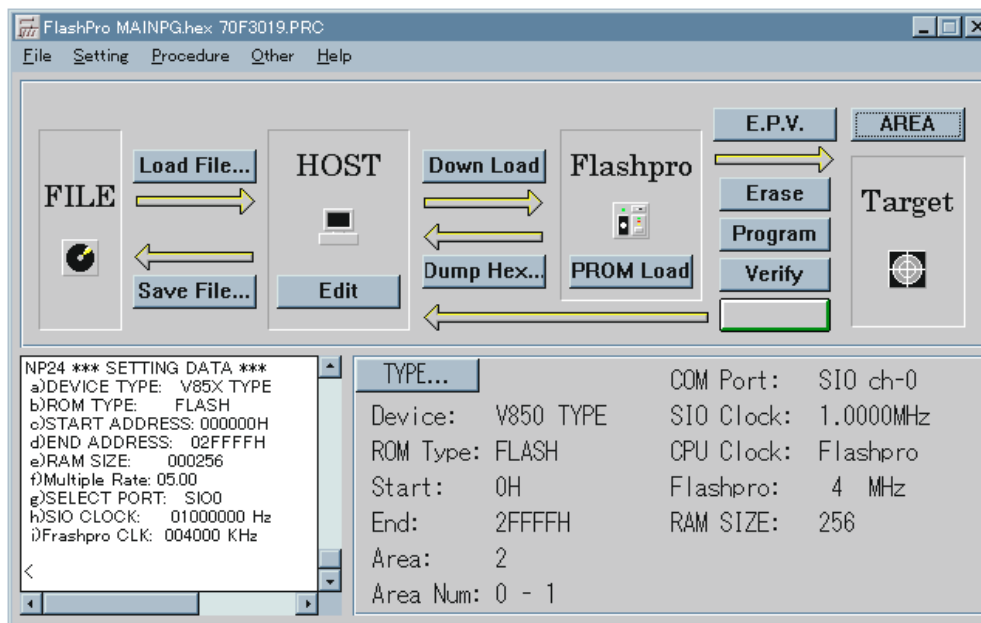 FlashPro MAINPG.hex 70F3019.PRC
File Setting Procedure Other Help
FILE
Load File...
Save File...
HOST
Edit
Down Load
Dump Hex...
Flashpro
PROM Load
E.P.V.
Erase
Program
Verify
AREA
Target
NP24 *** SETTING DATA ***
a)DEVICE TYPE: V85X TYPE
b)ROM TYPE: FLASH
c)START ADDRESS: 000000H
d)END ADDRESS: 02FFFFH
e)RAM SIZE: 000256
f)Multiple Rate: 05.00
g)SELECT PORT: SIO0
h)SIO CLOCK: 01000000 Hz
i)Frashpro CLK: 004000 KHz
<
TYPE...
Device: V850 TYPE
ROM Type: FLASH
Start: 0H
End: 2FFFFH
Area: 2
Area Num: 0 - 1
COM Port: SIO ch-0
SIO Clock: 1.0000MHz
CPU Clock: Flashpro
Flashpro: 4 MHz
RAM SIZE: 256